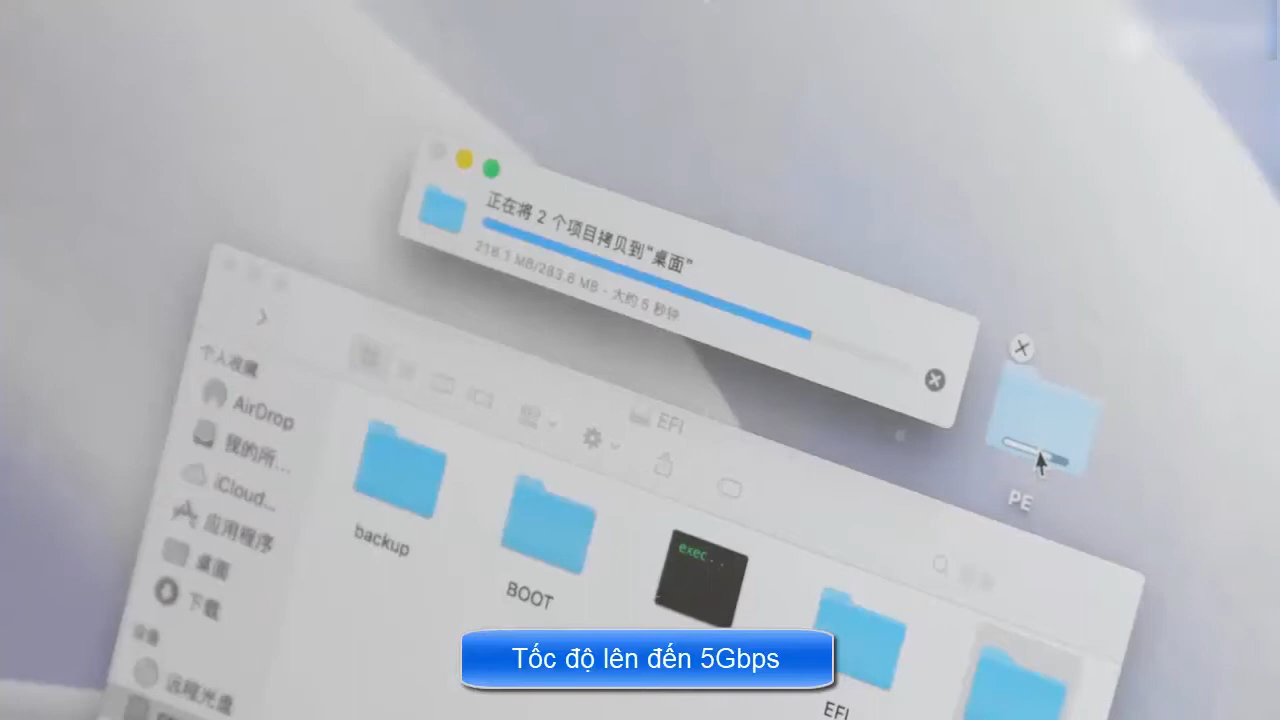 正在将 2 个项目拷贝到“桌面”
216.1 MB/283.6 MB - 大约 5 秒钟
EFI
PE
个人收藏
AirDrop
我的所...
iCloud...
应用程序
桌面
下载
设备
远程光盘
backup
BOOT
exec..
EFI
Tốc độ lên đến 5Gbps